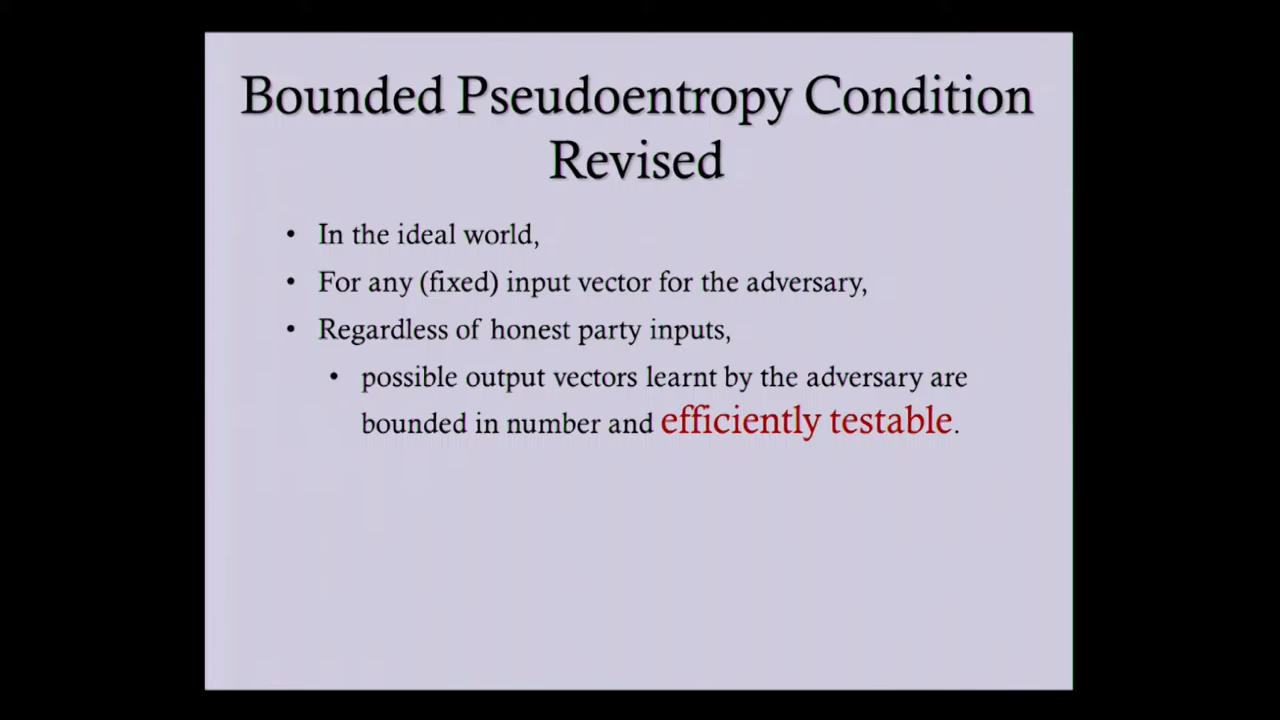 Bounded Pseudoentropy Condition
Revised
• In the ideal world,
• For any (fixed) input vector for the adversary,
• Regardless of honest party inputs,
• possible output vectors learnt by the adversary are
bounded in number and efficiently testable.